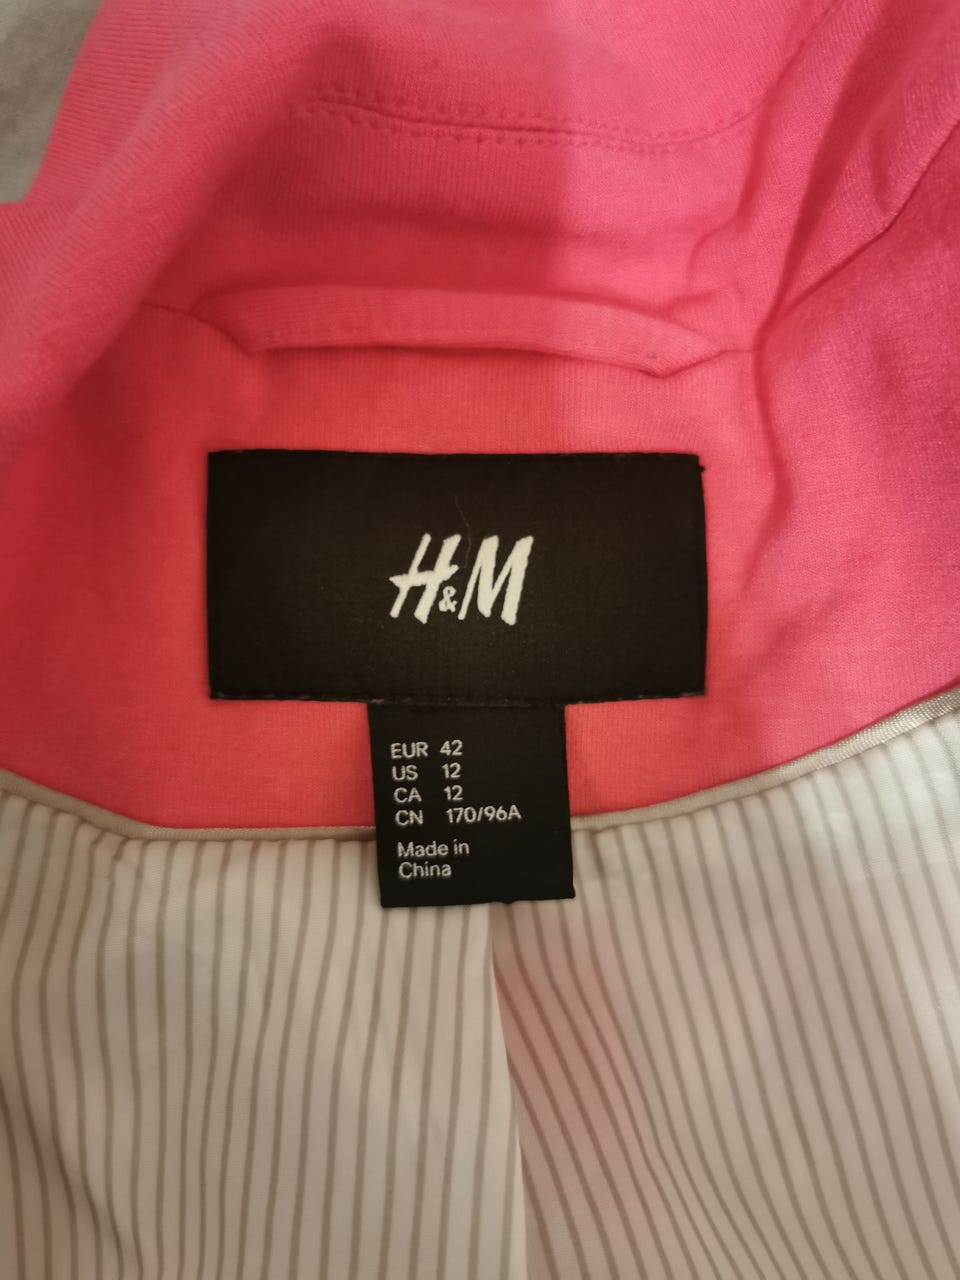 H&M
EUR 42
US 12
CA 12
CN 170/96A
Made in
China